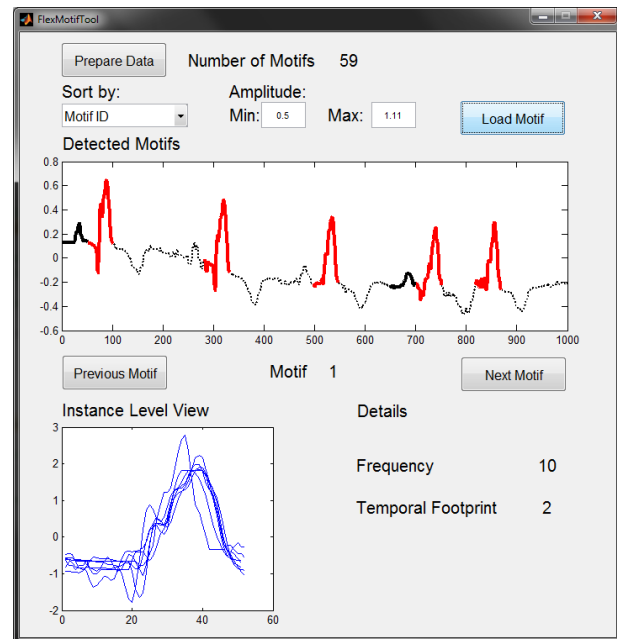 FlexMotifTool
Prepare Data Number of Motifs 59
Sort by: Amplitude:
Motif ID Min: 0.5 Max: 1.11 Load Motif
Detected Motifs
0.8
0.6
0.4
0.2
0
-0.2
-0.4
-0.6
0 100 200 300 400 500 600 700 800 900 1000
Previous Motif Motif 1 Next Motif
Instance Level View Details
3
2
1
0
-1
-2
0 20 40 60
Frequency 10
Temporal Footprint 2